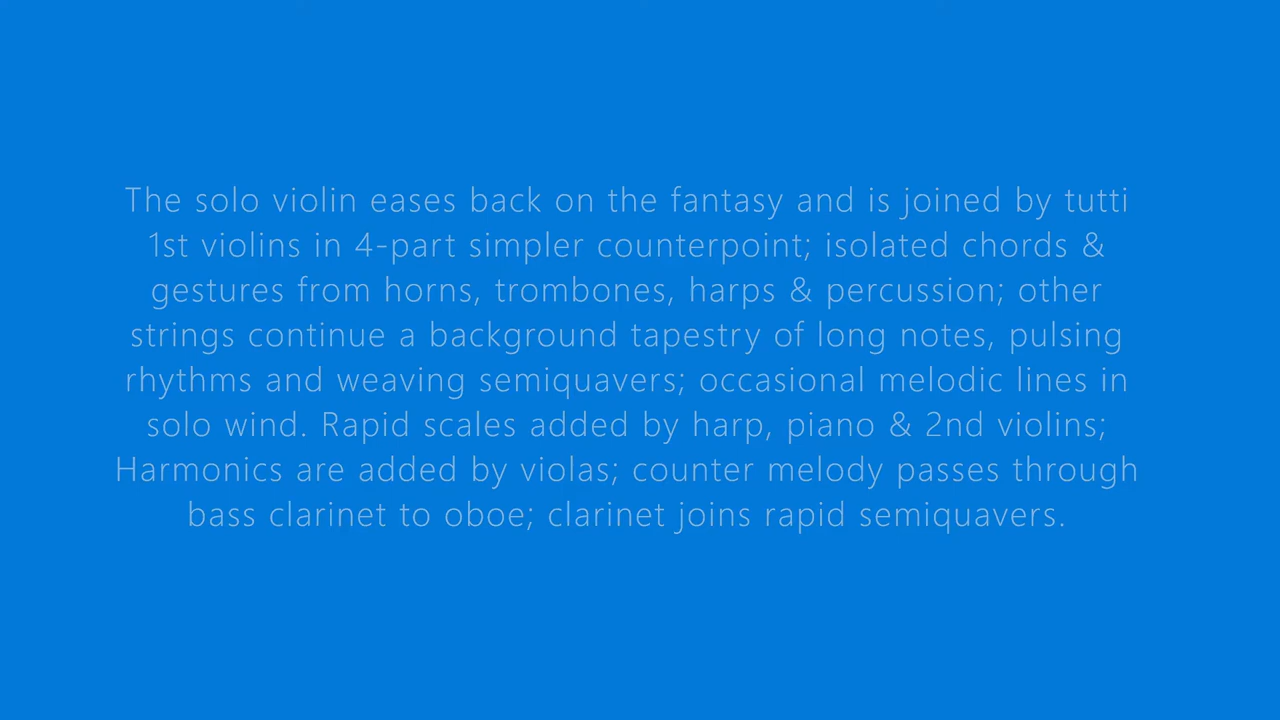 The solo violin eases back on the fantasy and is joined by tutti
1st violins in 4-part simpler counterpoint; isolated chords &
gestures from horns, trombones, harps & percussion; other
strings continue a background tapestry of long notes, pulsing
rhythms and weaving semiquavers; occasional melodic lines in
solo wind. Rapid scales added by harp, piano & 2nd violins;
Harmonics are added by violas; counter melody passes through
bass clarinet to oboe; clarinet joins rapid semiquavers.